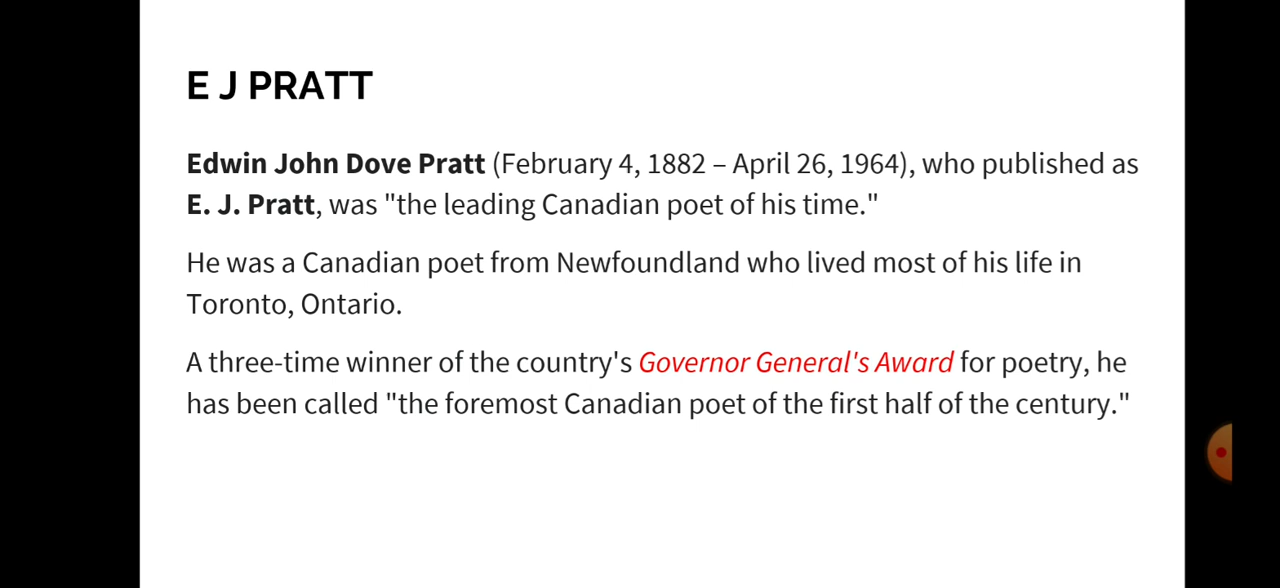 E J PRATT
Edwin John Dove Pratt (February 4, 1882 – April 26, 1964), who published as
E. J. Pratt, was "the leading Canadian poet of his time."
He was a Canadian poet from Newfoundland who lived most of his life in
Toronto, Ontario.
A three-time winner of the country's Governor General's Award for poetry, he
has been called "the foremost Canadian poet of the first half of the century."